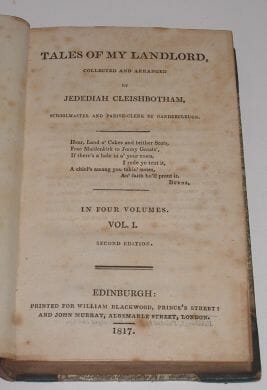 TALES OF MY LANDLORD,
COLLECTED AND ARRANGED
BY
JEDEDIAH CLEISHBOTHAM,
SCHOOLMASTER AND PARISH-CLERK OF GANDERCLEUGH.
Hear, Land o' Cakes and brither Scots,
Frae Maidenkirk to Jonny Groats',
If there's a hole in a' your coats,
I rede ye tent it,
A chiel's amang you takin' notes,
An' faith he'll prent it.
BURNS.
IN FOUR VOLUMES.
VOL. I.
SECOND EDITION.
EDINBURGH:
PRINTED FOR WILLIAM BLACKWOOD, PRINCE'S STREET:
AND JOHN MURRAY, ALBEMARLE STREET, LONDON.
1817.